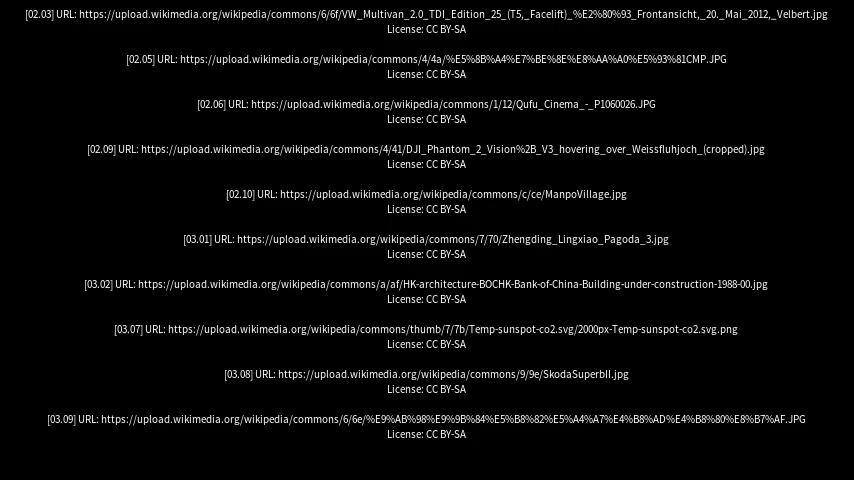 [02.03] URL: https://upload.wikimedia.org/wikipedia/commons/6/6f/VW_Multivan_2.0_TDI_Edition_25_(T5,_Facelift)_%E2%80%93_Frontansicht,_20._Mai_2012,_Velbert.jpg
License: CC BY-SA
[02.05] URL: https://upload.wikimedia.org/wikipedia/commons/4/4a/%E5%8B%A4%E7%BE%8E%E8%AA%A0%E5%93%81CMP.JPG
License: CC BY-SA
[02.06] URL: https://upload.wikimedia.org/wikipedia/commons/1/12/Qufu_Cinema_-_P1060026.JPG
License: CC BY-SA
[02.09] URL: https://upload.wikimedia.org/wikipedia/commons/4/41/DJI_Phantom_2_Vision%2B_V3_hovering_over_Weissfluhjoch_(cropped).jpg
License: CC BY-SA
[02.10] URL: https://upload.wikimedia.org/wikipedia/commons/c/ce/ManpoVillage.jpg
License: CC BY-SA
[03.01] URL: https://upload.wikimedia.org/wikipedia/commons/7/70/Zhengding_Lingxiao_Pagoda_3.jpg
License: CC BY-SA
[03.02] URL: https://upload.wikimedia.org/wikipedia/commons/a/af/HK-architecture-BOCHK-Bank-of-China-Building-under-construction-1988-00.jpg
License: CC BY-SA
[03.07] URL: https://upload.wikimedia.org/wikipedia/commons/thumb/7/7b/Temp-sunspot-co2.svg/2000px-Temp-sunspot-co2.svg.png
License: CC BY-SA
[03.08] URL: https://upload.wikimedia.org/wikipedia/commons/9/9e/SkodaSuperbII.jpg
License: CC BY-SA
[03.09] URL: https://upload.wikimedia.org/wikipedia/commons/6/6e/%E9%AB%98%E9%9B%84%E5%B8%82%E5%A4%A7%E4%B8%AD%E4%B8%80%E8%B7%AF.JPG
License: CC BY-SA